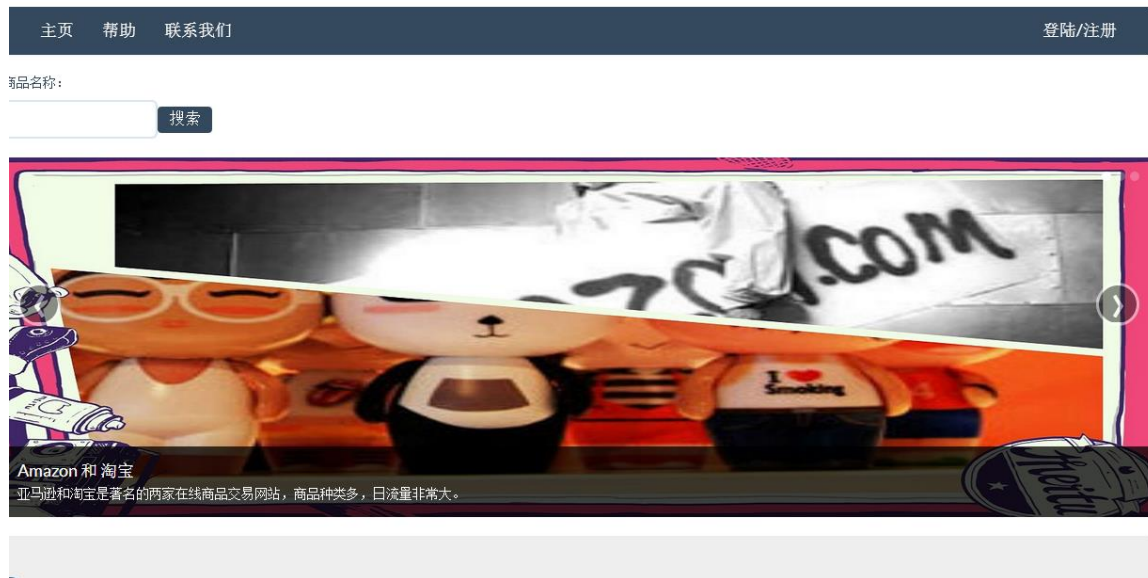 主页 帮助 联系我们 登陆/注册
商品名称：
搜索
.com
I ❤
Smoking
Amazon 和 淘宝
亚马逊和淘宝是著名的两家在线商品交易网站，商品种类多，日流量非常大。